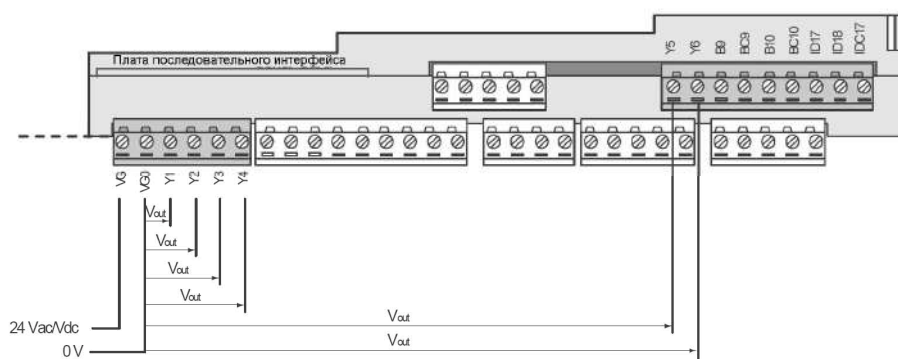 Y5
Y6
B9
BC9
B10
BC10
ID17
ID18
IDC17
Плата последовательного интерфейса
VG
VG0
Y1
Y2
Y3
Y4
Vout
Vout
Vout
Vout
24 Vac/Vdc
Vout
0 V
Vout